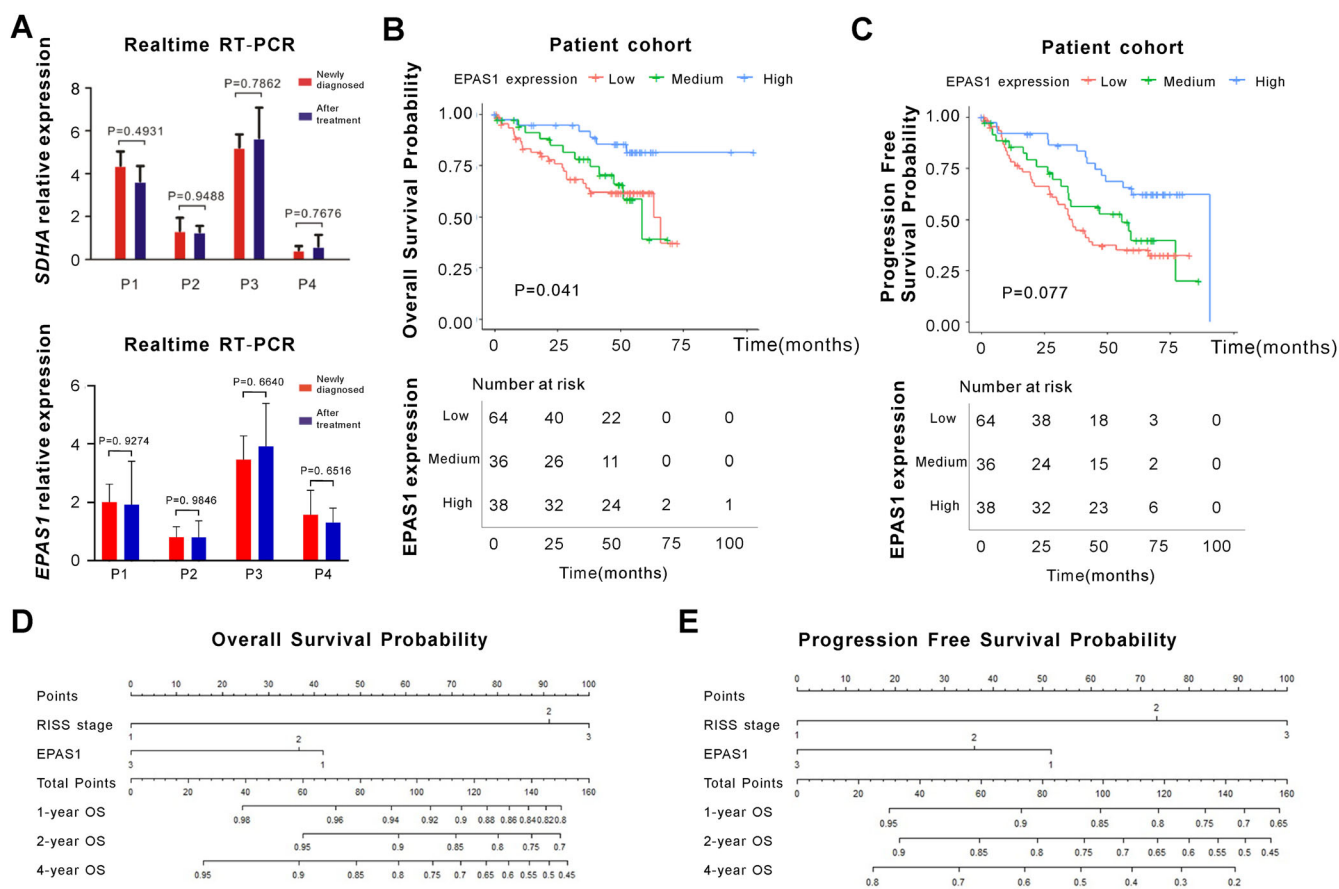 A
Realtime RT-PCR
SDHA relative expression
8
6
4
2
0
P=0.4931
P=0.9488
P=0.7862
P=0.7676
Newly
diagnosed
After
treatment
P1 P2 P3 P4
Realtime RT-PCR
EPAS1 relative expression
6
4
2
0
P=0. 9274
P=0. 9846
P=0. 6640
P=0. 6516
Newly
diagnosed
After
treatment
P1 P2 P3 P4
B
Patient cohort
EPAS1 expression Low Medium High
Overall Survival Probability
1.00
0.75
0.50
0.25
0.00
P=0.041
0 25 50 75 Time(months)
Number at risk
EPAS1 expression
Low 64 40 22 0 0
Medium 36 26 11 0 0
High 38 32 24 2 1
0 25 50 75 100
Time(months)
C
Patient cohort
EPAS1 expression Low Medium High
Progression Free
Survival Probability
1.00
0.75
0.50
0.25
0.00
P=0.077
0 25 50 75 Time(months)
Number at risk
EPAS1 expression
Low 64 38 18 3 0
Medium 36 24 15 2 0
High 38 32 23 6 0
0 25 50 75 100
Time(months)
D
Overall Survival Probability
0 10 20 30 40 50 60 70 80 90 100
Points
2
RISS stage
1 3
2
EPAS1
3 1
Total Points
0 20 40 60 80 100 120 140 160
1-year OS
0.98 0.96 0.94 0.92 0.9 0.88 0.86 0.84 0.82 0.8
2-year OS
0.95 0.9 0.85 0.8 0.75 0.7
4-year OS
0.95 0.9 0.85 0.8 0.75 0.7 0.65 0.6 0.55 0.5 0.45
E
Progression Free Survival Probability
0 10 20 30 40 50 60 70 80 90 100
Points
2
RISS stage
1 3
2
EPAS1
3 1
Total Points
0 20 40 60 80 100 120 140 160
1-year OS
0.95 0.9 0.85 0.8 0.75 0.7 0.65
2-year OS
0.9 0.85 0.8 0.75 0.7 0.65 0.6 0.55 0.5 0.45
4-year OS
0.8 0.7 0.6 0.5 0.4 0.3 0.2